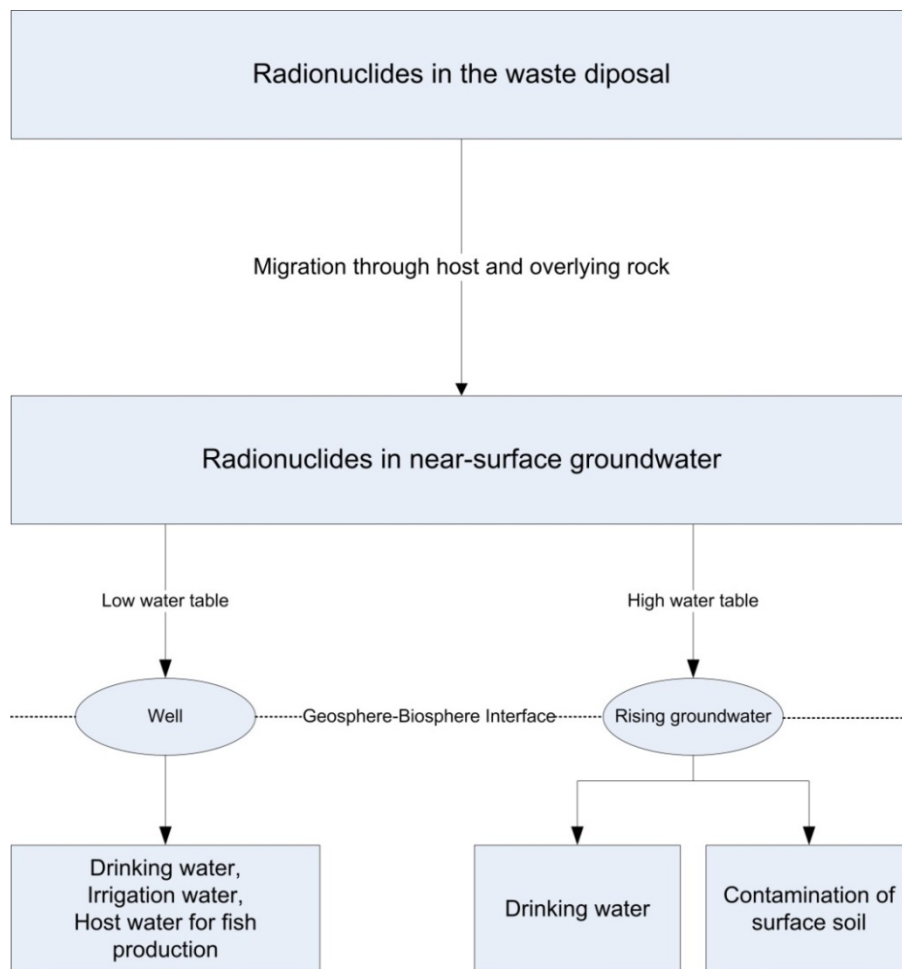 Radionuclides in the waste diposal
Migration through host and overlying rock
Radionuclides in near-surface groundwater
Low water table
High water table
Well
Geosphere-Biosphere Interface
Rising groundwater
Drinking water,
Irrigation water,
Host water for fish
production
Drinking water
Contamination of
surface soil